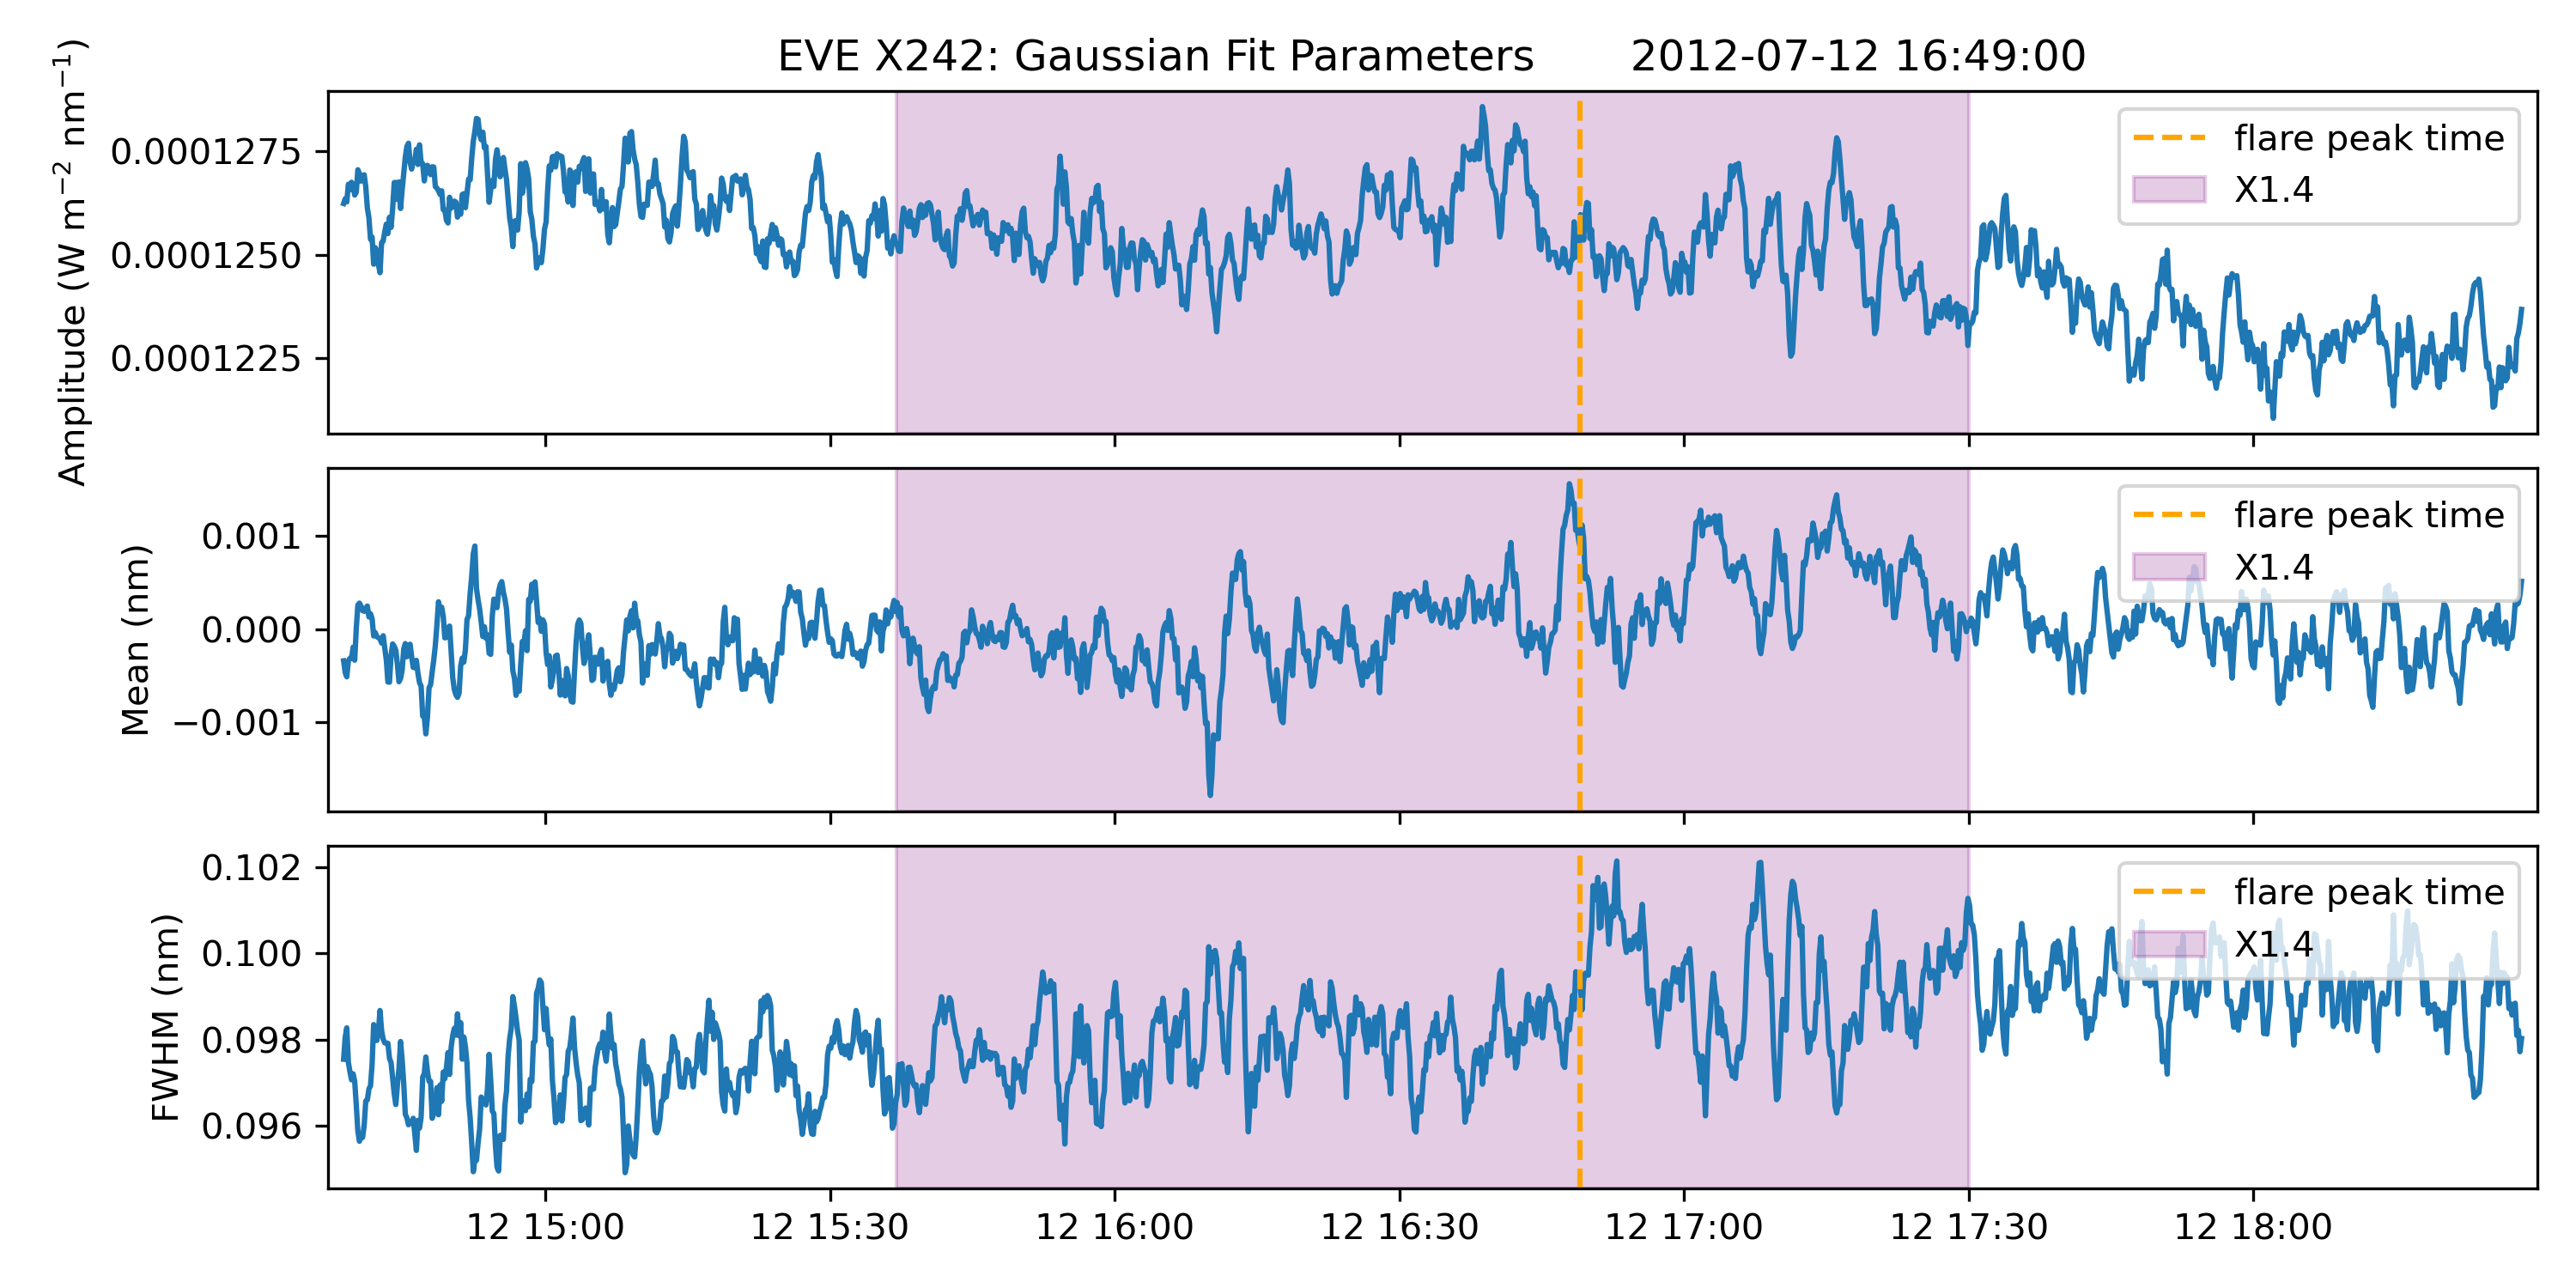 EVE X242: Gaussian Fit Parameters 2012-07-12 16:49:00
Amplitude (W m⁻² nm⁻¹)
0.0001275
0.0001250
0.0001225
flare peak time
X1.4
Mean (nm)
0.001
0.000
−0.001
flare peak time
X1.4
FWHM (nm)
0.102
0.100
0.098
0.096
flare peak time
X1.4
12 15:00 12 15:30 12 16:00 12 16:30 12 17:00 12 17:30 12 18:00